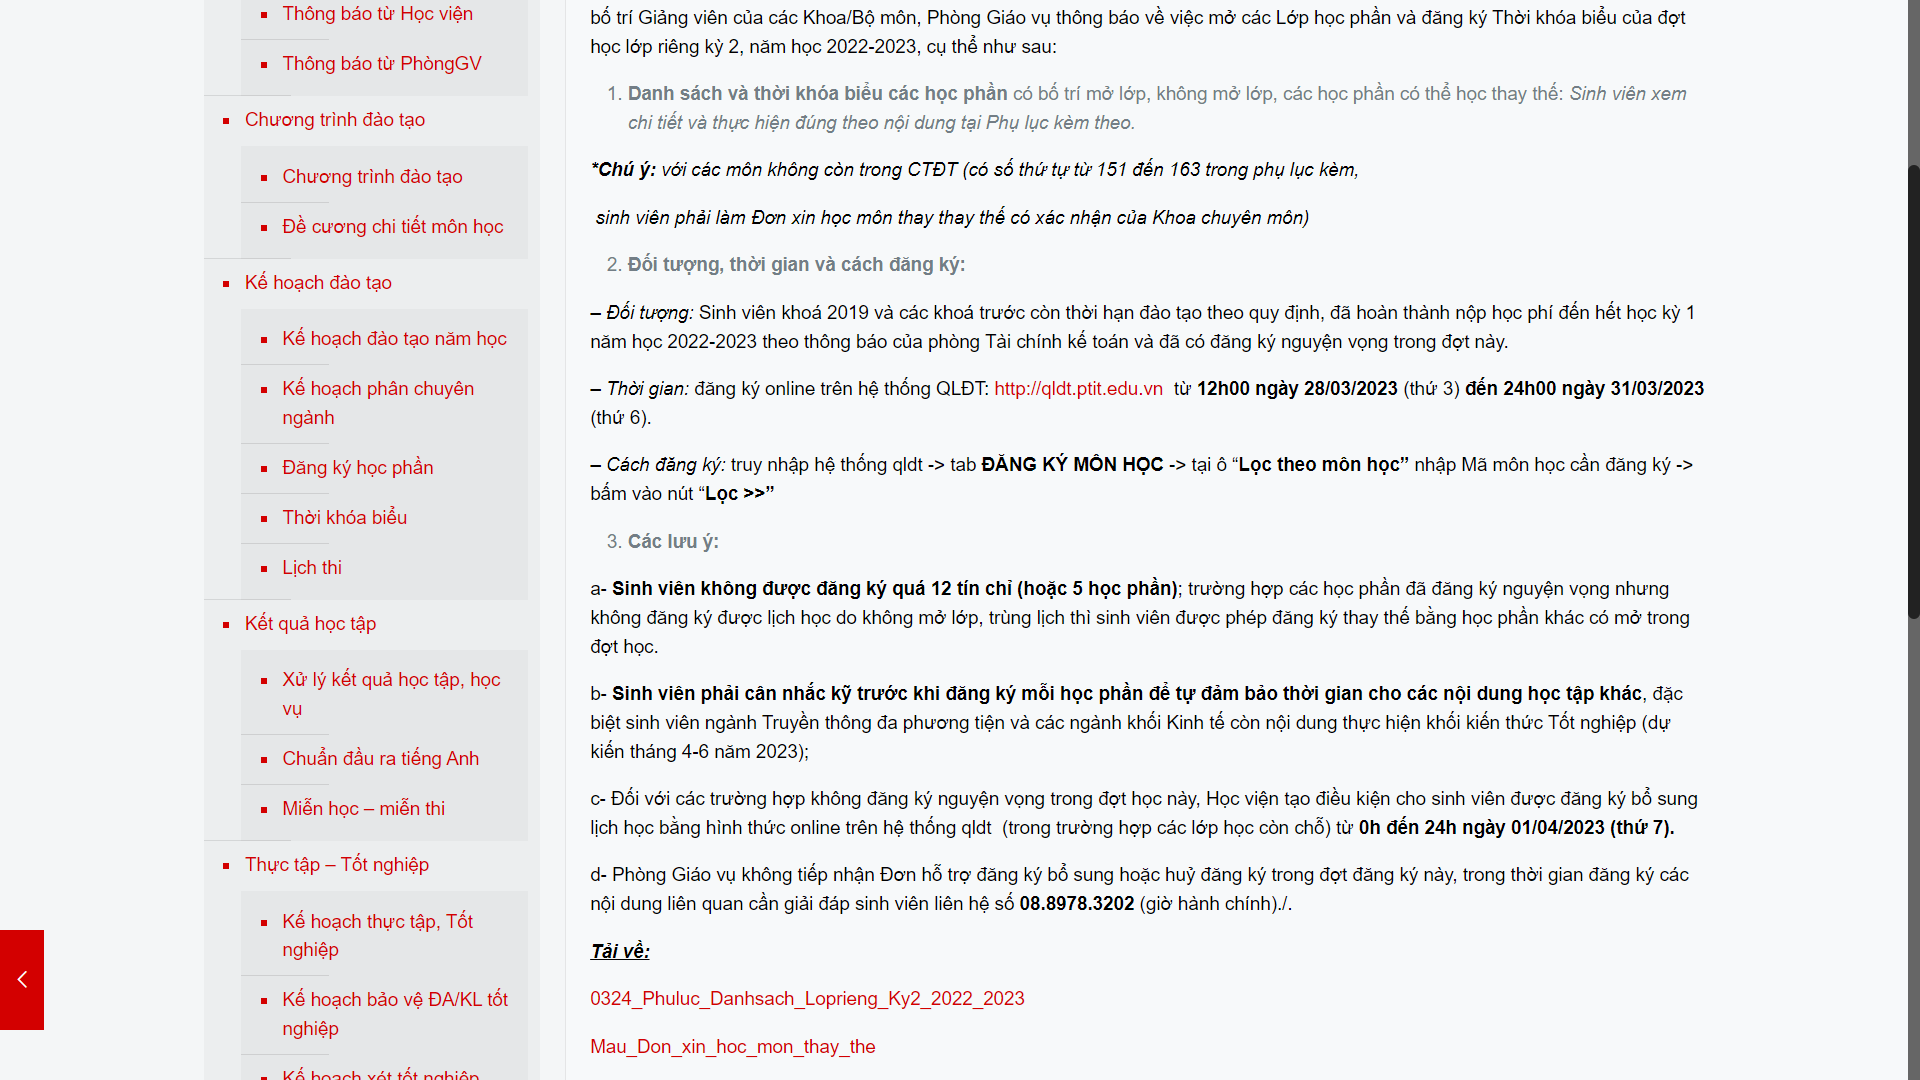 Thông báo từ Học viện
Thông báo từ PhòngGV
Chương trình đảo tạo
Chương trình đảo tạo
Đề cương chi tiết môn học
Kế hoạch đào tạo
Kế hoạch đảo tạo năm học
Kế hoạch phân chuyên
ngành
Đăng ký học phần
Thời khóa biểu
Lịch thi
Kết quả học tập
Xử lý kết quả học tập, học
vụ
Chuẩn đầu ra tiếng Anh
Miễn học – miễn thi
Thực tập – Tốt nghiệp
Kế hoạch thực tập, Tốt
nghiệp
Kế hoạch bảo vệ ĐA/KL tốt
nghiệp
Kế hoạch xét tốt nghiệp
bố trí Giảng viên của các Khoa/Bộ môn, Phòng Giáo vụ thông báo về việc mở các Lớp học phần và đăng ký Thời khóa biểu của đợt
học lớp riêng kỳ 2, năm học 2022-2023, cụ thể như sau:
1. Danh sách và thời khóa biểu các học phần có bố trí mở lớp, không mở lớp, các học phần có thể học thay thế: Sinh viên xem
chi tiết và thực hiện đúng theo nội dung tại Phụ lục kèm theo.
*Chú ý: với các môn không còn trong CTĐT (có số thứ tự từ 151 đến 163 trong phụ lục kèm,
sinh viên phải làm Đơn xin học môn thay thay thế có xác nhận của Khoa chuyên môn)
2. Đối tượng, thời gian và cách đăng ký:
– Đối tượng: Sinh viên khoá 2019 và các khoá trước còn thời hạn đào tạo theo quy định, đã hoàn thành nộp học phí đến hết học kỳ 1
năm học 2022-2023 theo thông báo của phòng Tài chính kế toán và đã có đăng ký nguyện vọng trong đợt này.
– Thời gian: đăng ký online trên hệ thống QLĐT: http://qldt.ptit.edu.vn từ 12h00 ngày 28/03/2023 (thứ 3) đến 24h00 ngày 31/03/2023
(thứ 6).
– Cách đăng ký: truy nhập hệ thống qldt -> tab ĐĂNG KÝ MÔN HỌC -> tại ô “Lọc theo môn học” nhập Mã môn học cần đăng ký ->
bấm vào nút “Lọc >>”
3. Các lưu ý:
a- Sinh viên không được đăng ký quá 12 tín chỉ (hoặc 5 học phần); trường hợp các học phần đã đăng ký nguyện vọng nhưng
không đăng ký được lịch học do không mở lớp, trùng lịch thì sinh viên được phép đăng ký thay thế bằng học phần khác có mở trong
đợt học.
b- Sinh viên phải cân nhắc kỹ trước khi đăng ký mỗi học phần để tự đảm bảo thời gian cho các nội dung học tập khác, đặc
biệt sinh viên ngành Truyền thông đa phương tiện và các ngành khối Kinh tế còn nội dung thực hiện khối kiến thức Tốt nghiệp (dự
kiến tháng 4-6 năm 2023);
c- Đối với các trường hợp không đăng ký nguyện vọng trong đợt học này, Học viện tạo điều kiện cho sinh viên được đăng ký bổ sung
lịch học bằng hình thức online trên hệ thống qldt (trong trường hợp các lớp học còn chỗ) từ 0h đến 24h ngày 01/04/2023 (thứ 7).
d- Phòng Giáo vụ không tiếp nhận Đơn hỗ trợ đăng ký bổ sung hoặc huỷ đăng ký trong đợt đăng ký này, trong thời gian đăng ký các
nội dung liên quan cần giải đáp sinh viên liên hệ số 08.8978.3202 (giờ hành chính)./.
Tải về:
0324_Phuluc_Danhsach_Loprieng_Ky2_2022_2023
Mau_Don_xin_hoc_mon_thay_the